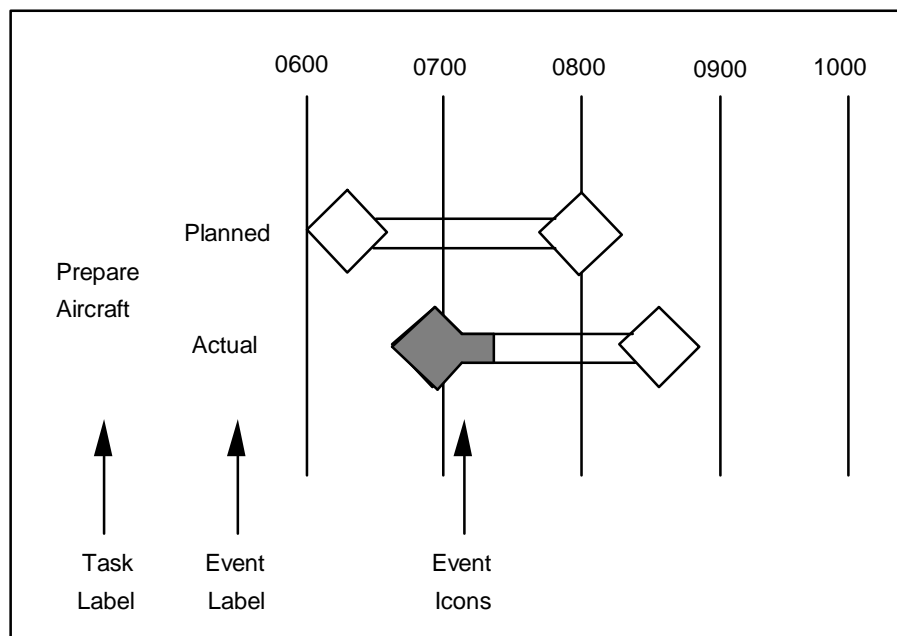 0600 0700 0800 0900 1000
Planned
Prepare
Aircraft
Actual
Task
Label
Event
Label
Event
Icons